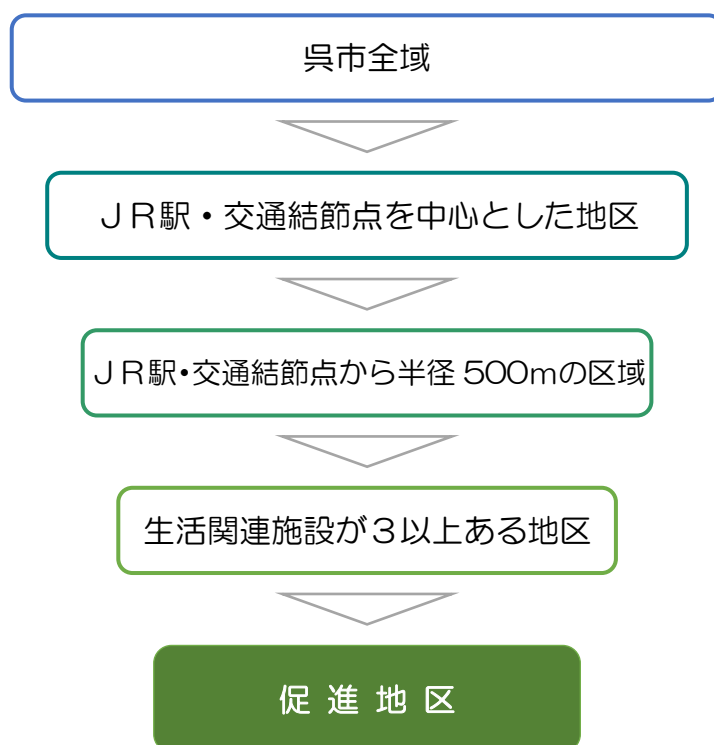 呉市全域
ＪＲ駅・交通結節点を中心とした地区
ＪＲ駅・交通結節点から半径 500ｍの区域
生活関連施設が３以上ある地区
促 進 地 区